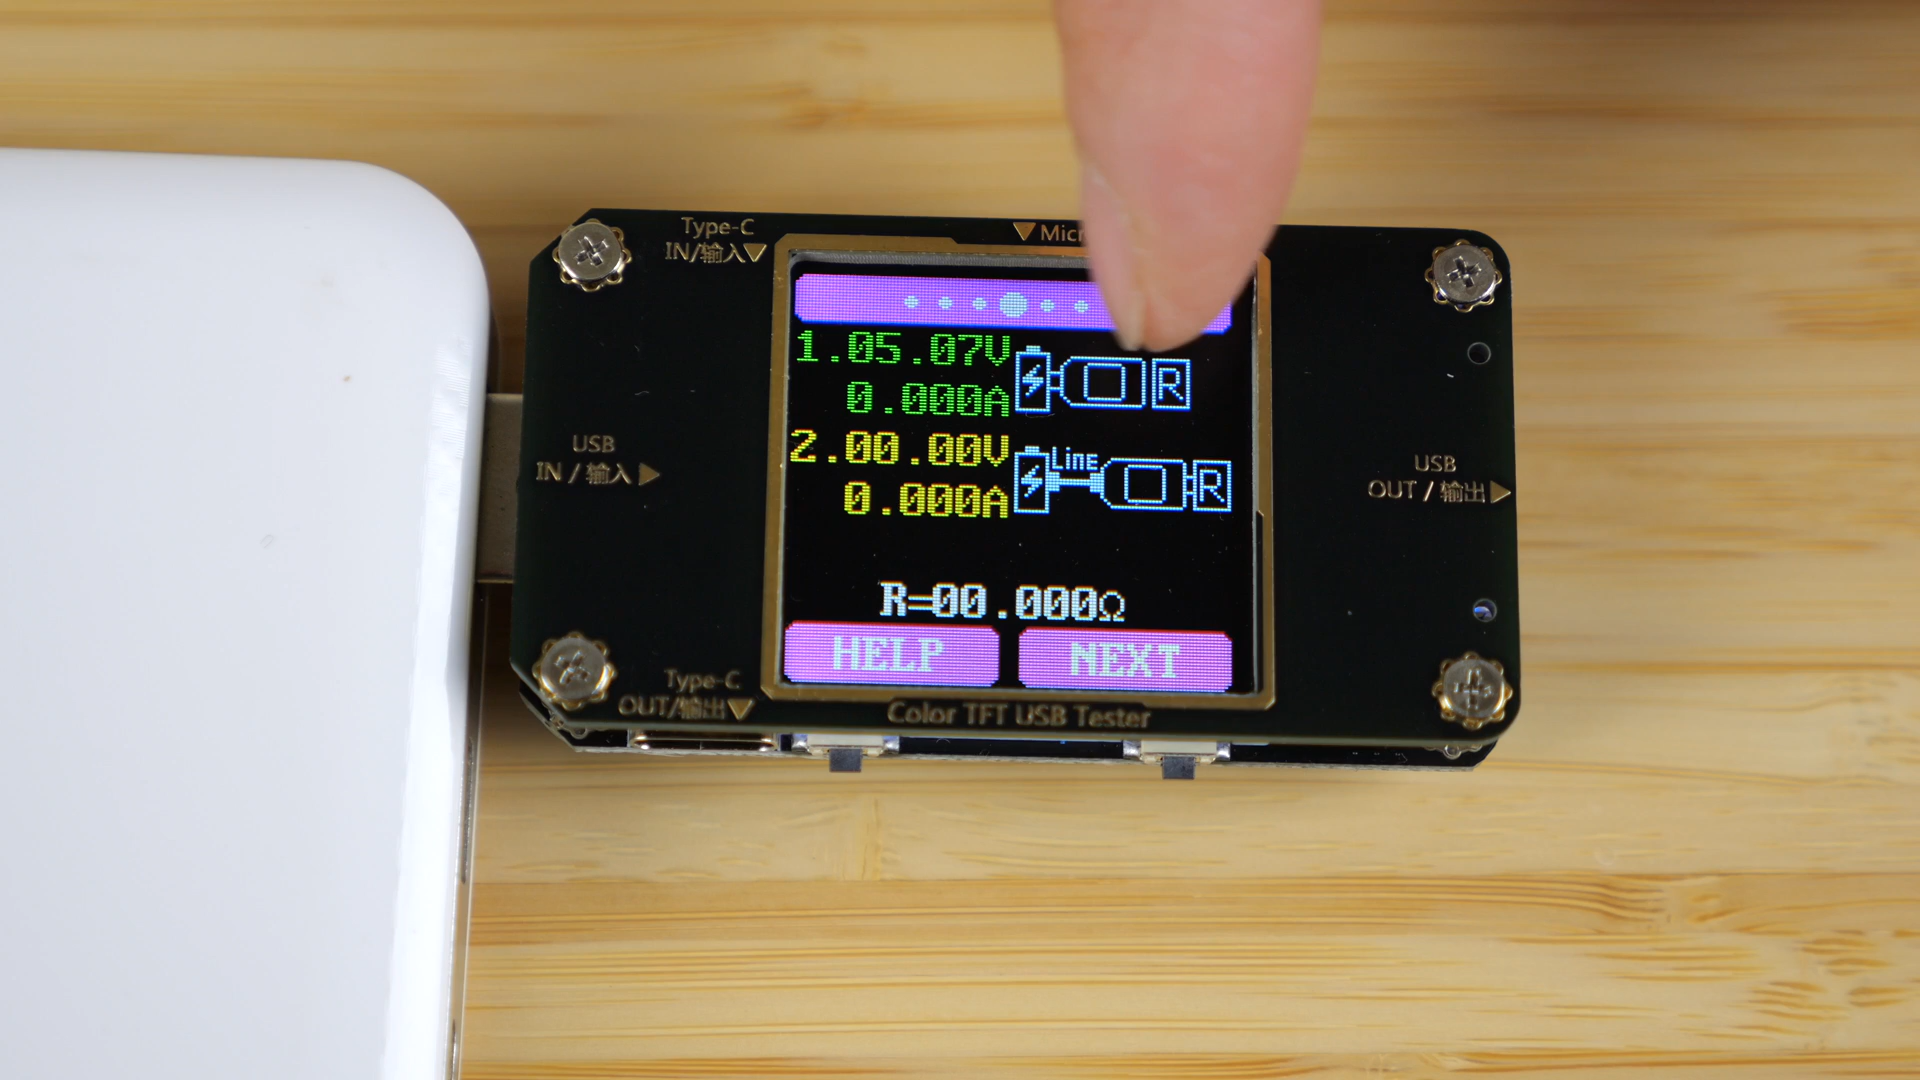 Type-C
IN/输入▽
▽Micr
1.05.07V
0.000A
R
2.00.00V
0.000A
Line
R
R=00.000Ω
HELP
NEXT
USB
IN / 输入▷
USB
OUT / 输出▷
Type-C
OUT/输出▽
Color TFT USB Tester